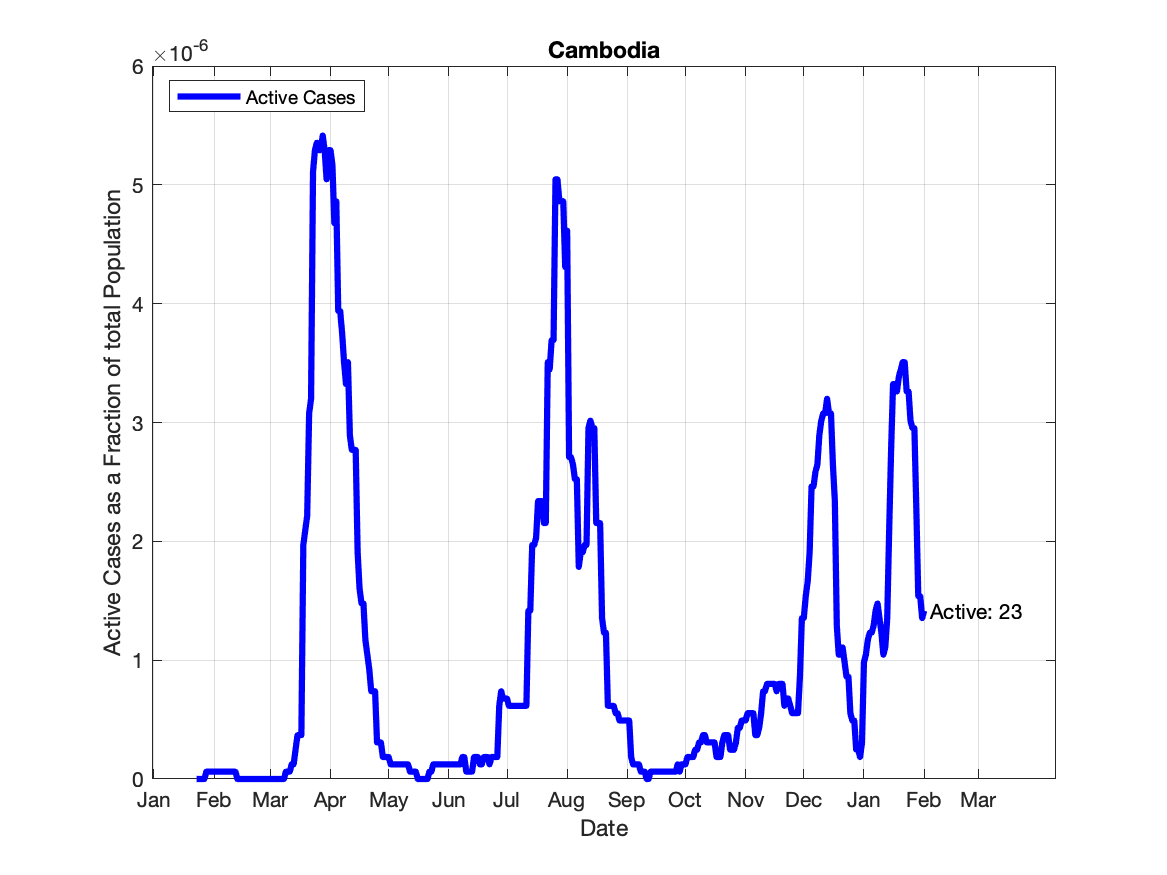 Cambodia
×10-6
Active Cases
6
5
4
3
2
1
0
Active Cases as a Fraction of total Population
Active: 23
Jan Feb Mar Apr May Jun Jul Aug Sep Oct Nov Dec Jan Feb Mar
Date